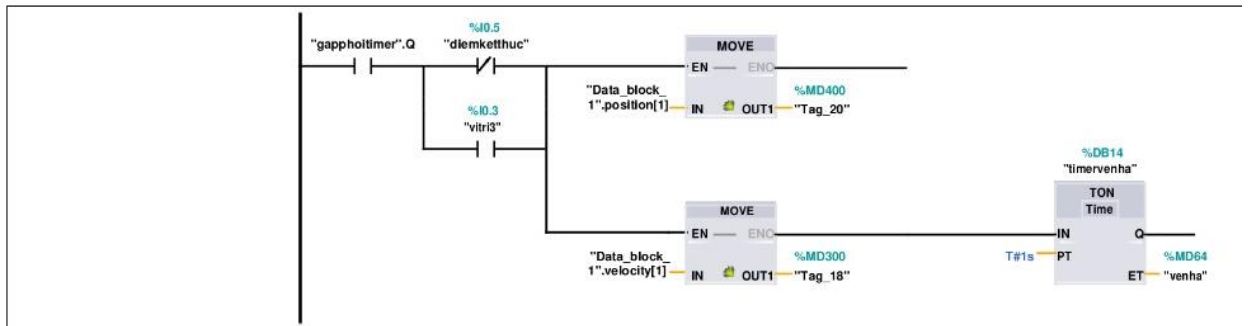 %I0.5
"gapphoitimer".Q
"diemketthuc"
MOVE
EN
ENO
"Data_block_
1".position[1]
IN
OUT1
%MD400
"Tag_20"
%I0.3
"vitri3"
%DB14
"timervenha"
TON
Time
MOVE
EN
ENO
IN
Q
"Data_block_
1".velocity[1]
IN
OUT1
%MD300
"Tag_18"
T#1s
PT
%MD64
ET
"venha"